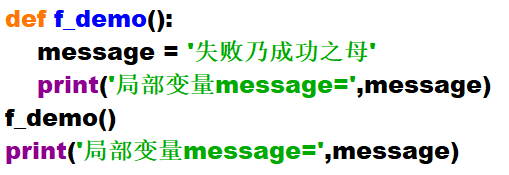 def f_demo():
    message = '失败乃成功之母'
    print('局部变量message=',message)
f_demo()
print('局部变量message=',message)